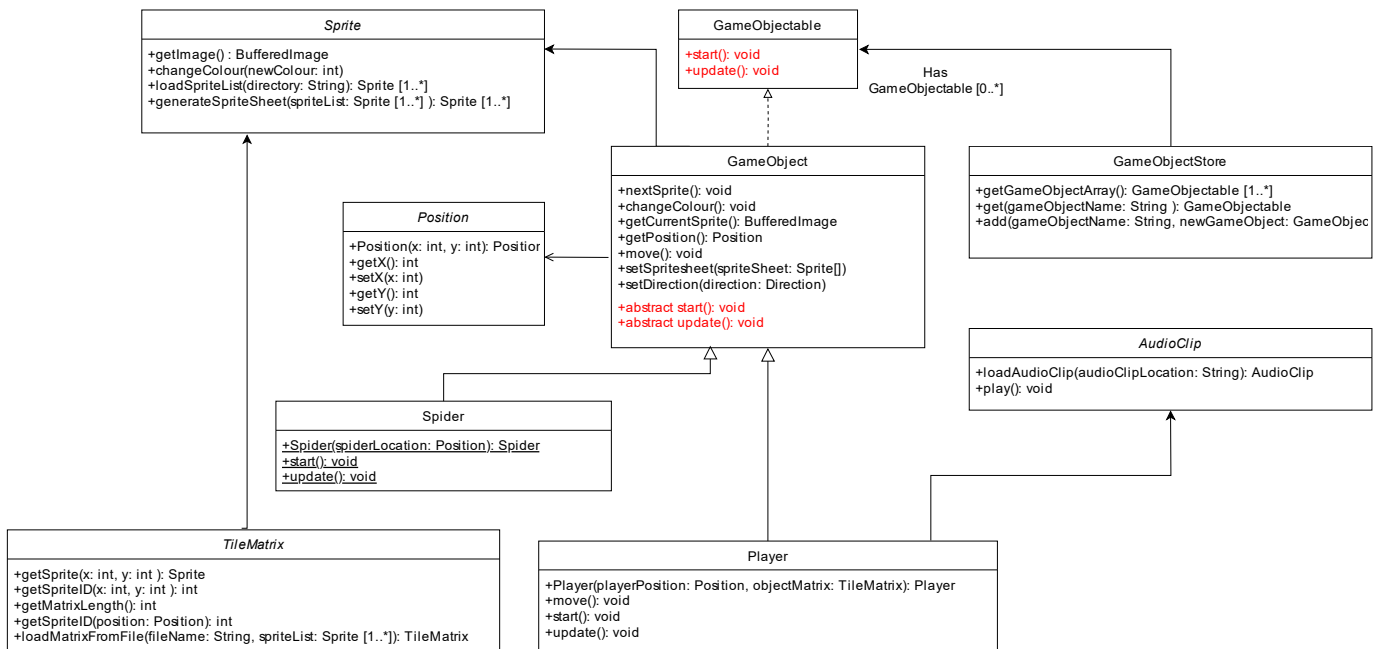 Sprite
+getImage() : BufferedImage
+changeColour(newColour: int)
+loadSpriteList(directory: String): Sprite [1..*]
+generateSpriteSheet(spriteList: Sprite [1..*] ): Sprite [1..*]
GameObjectable
+start(): void
+update(): void
Has
GameObjectable [0..*]
GameObject
+nextSprite(): void
+changeColour(): void
+getCurrentSprite(): BufferedImage
+getPosition(): Position
+move(): void
+setSpritesheet(spriteSheet: Sprite[])
+setDirection(direction: Direction)
+abstract start(): void
+abstract update(): void
GameObjectStore
+getGameObjectArray(): GameObjectable [1..*]
+get(gameObjectName: String ): GameObjectable
+add(gameObjectName: String, newGameObject: GameObjec
Position
+Position(x: int, y: int): Position
+getX(): int
+setX(x: int)
+getY(): int
+setY(y: int)
AudioClip
+loadAudioClip(audioClipLocation: String): AudioClip
+play(): void
Spider
+Spider(spiderLocation: Position): Spider
+start(): void
+update(): void
TileMatrix
+getSprite(x: int, y: int ): Sprite
+getSpriteID(x: int, y: int ): int
+getMatrixLength(): int
+getSpriteID(position: Position): int
+loadMatrixFromFile(fileName: String, spriteList: Sprite [1..*]): TileMatrix
Player
+Player(playerPosition: Position, objectMatrix: TileMatrix): Player
+move(): void
+start(): void
+update(): void